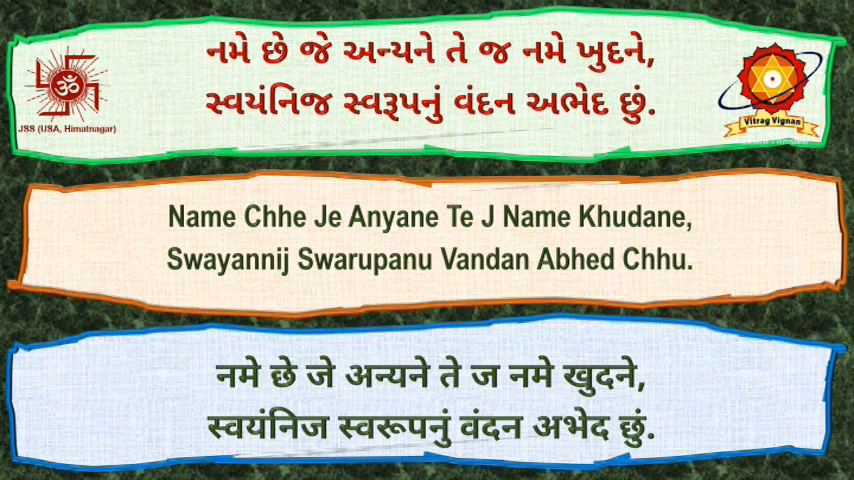 નમે છે જે અન્યને તે જ નમે ખુદને,
સ્વયંનિજ સ્વરૂપનું વંદન અભેદ છું.
JSS (USA, Himatnagar)
Vitrag Vignan
Name Chhe Je Anyane Te J Name Khudane,
Swayannij Swarupanu Vandan Abhed Chhu.
नमे छे जे अन्यने ते ज नमे खुदने,
स्वयंनिज स्वरूपनुं वंदन अभेद छुं.